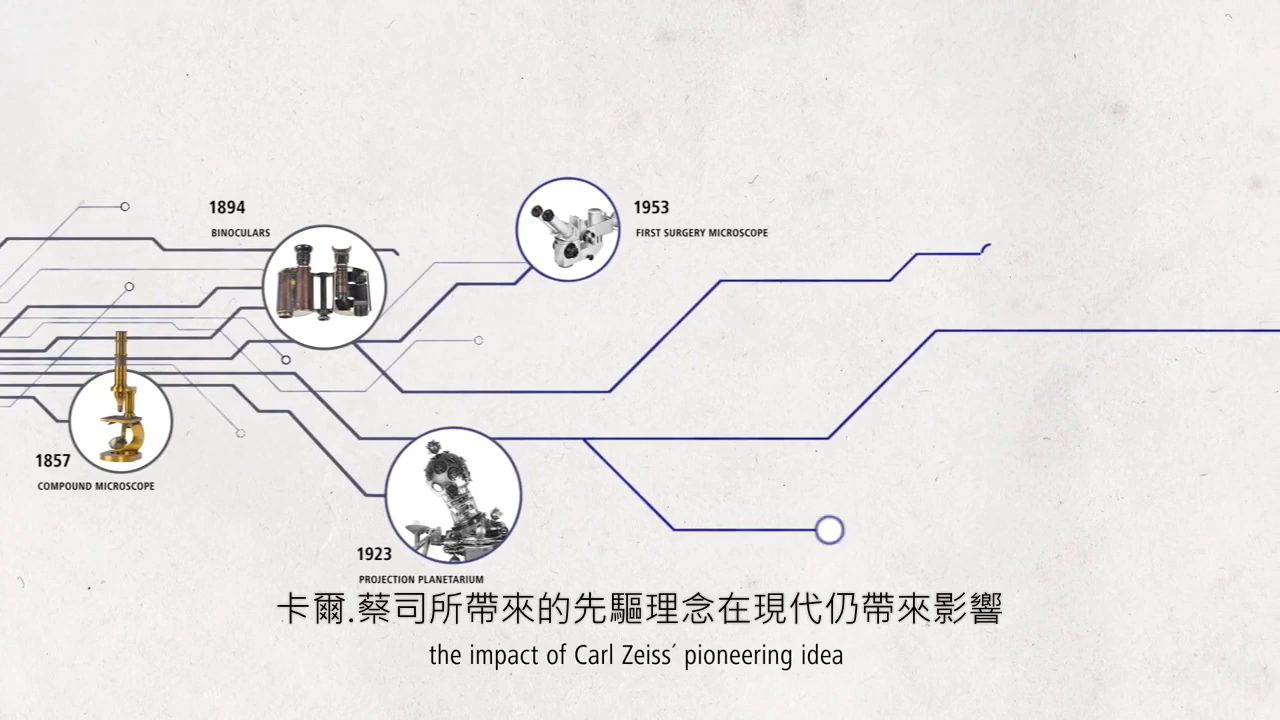 1894
BINOCULARS
1953
FIRST SURGERY MICROSCOPE
1857
COMPOUND MICROSCOPE
1923
PROJECTION PLANETARIUM
卡爾.蔡司所帶來的先驅理念在現代仍帶來影響
the impact of Carl Zeiss´ pioneering idea